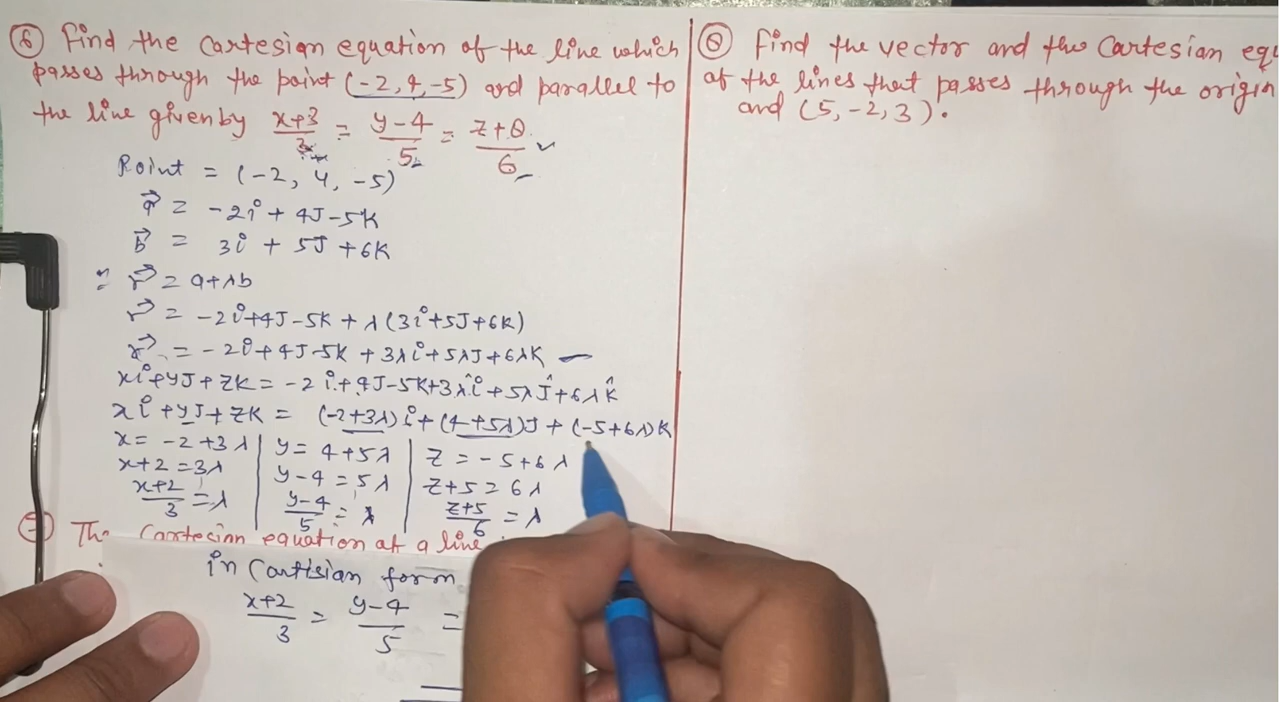 ⑥ Find the Cartesian equation of the line which
passes through the point (-2, 4, -5) and parallel to
the line given by x+3/3 = y-4/5 = z+8/6
Point = (-2, 4, -5)
a⃗ = -2i + 4J - 5K
b⃗ = 3i + 5J + 6K
∵ r⃗ = a+λb
r⃗ = -2i+4J-5K + λ(3i+5J+6K)
r⃗ = -2i+4J-5K + 3λi+5λJ+6λK
xi+yJ+zK = -2i+4J-5K+3λî+5λĴ+6λK̂
xi+yJ+zK = (-2+3λ)i+(4+5λ)J+(-5+6λ)K
x = -2+3λ | y = 4+5λ | z = -5+6λ
x+2 = 3λ | y-4 = 5λ | z+5 = 6λ
x+2/3 = λ | y-4/5 = λ | z+5/6 = λ
⑦ The Cartesian equation of a line
in Cartisian form
x+2/3 = y-4/5 =
⑧ Find the vector and the Cartesian eq
of the lines that passes through the origin
and (5, -2, 3).